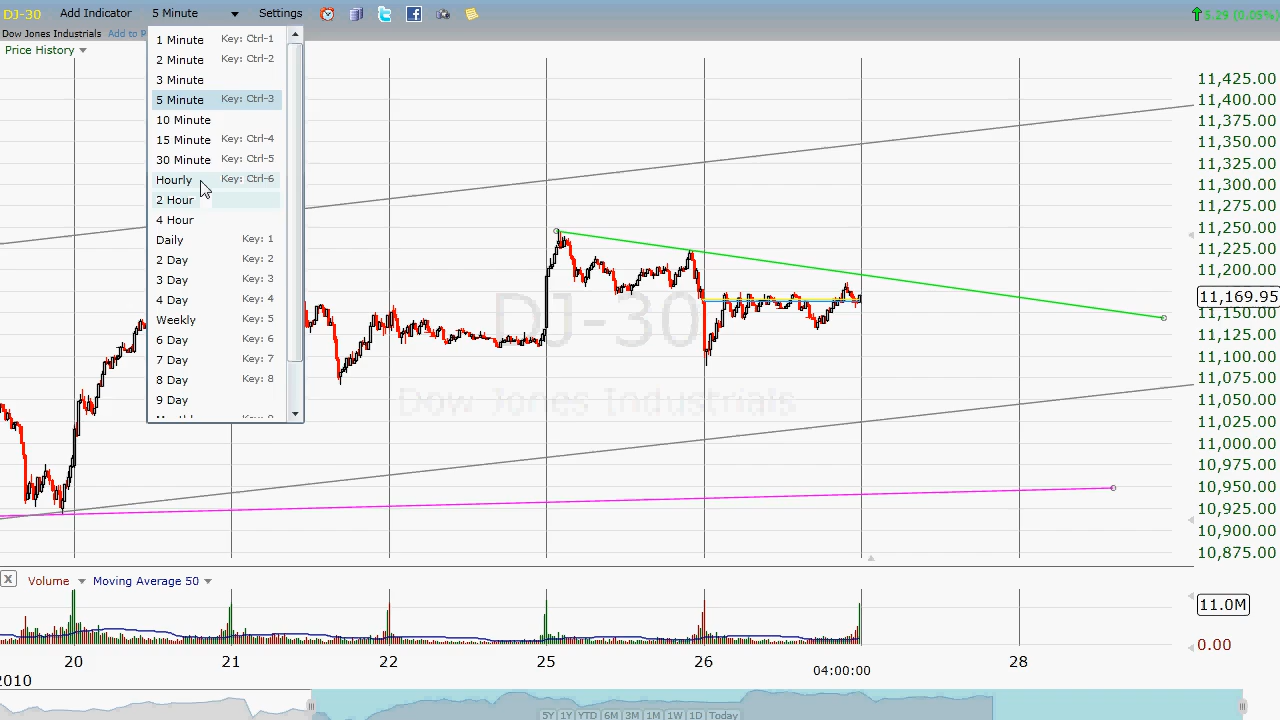 DJ-30 Add Indicator 5 Minute Settings 5.29 (0.05%)
Dow Jones Industrials Add to P
Price History
1 Minute Key: Ctrl-1
2 Minute Key: Ctrl-2
3 Minute
5 Minute Key: Ctrl-3
10 Minute
15 Minute Key: Ctrl-4
30 Minute Key: Ctrl-5
Hourly Key: Ctrl-6
2 Hour
4 Hour
Daily Key: 1
2 Day Key: 2
3 Day Key: 3
4 Day Key: 4
Weekly Key: 5
6 Day Key: 6
7 Day Key: 7
8 Day Key: 8
9 Day
DJ-30
Dow Jones Industrials
11,425.00
11,400.00
11,375.00
11,350.00
11,325.00
11,300.00
11,275.00
11,250.00
11,225.00
11,200.00
11,169.95
11,150.00
11,125.00
11,100.00
11,075.00
11,050.00
11,025.00
11,000.00
10,975.00
10,950.00
10,925.00
10,900.00
10,875.00
X Volume Moving Average 50
11.0M
0.00
20 21 22 25 26 04:00:00 28
2010
5Y 1Y YTD 6M 3M 1M 1W 1D Today